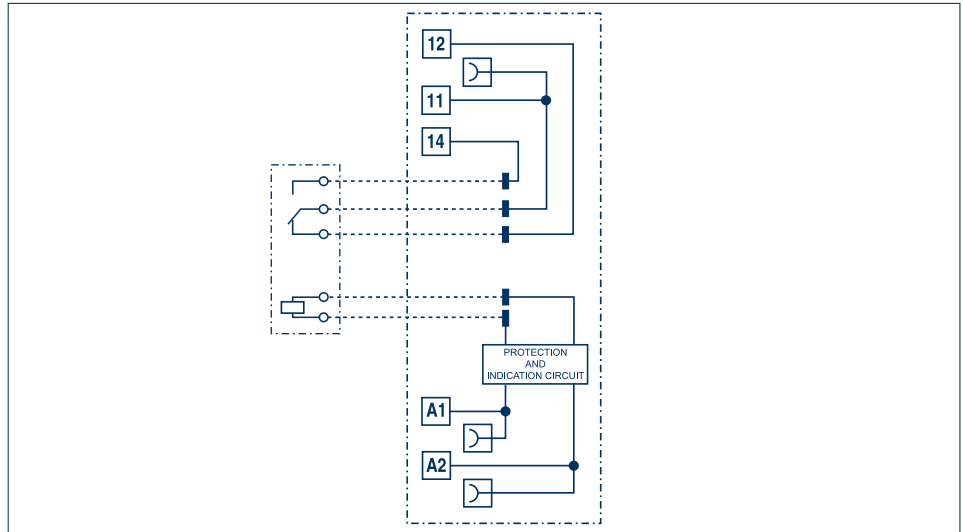 12
11
14
PROTECTION
AND
INDICATION CIRCUIT
A1
A2